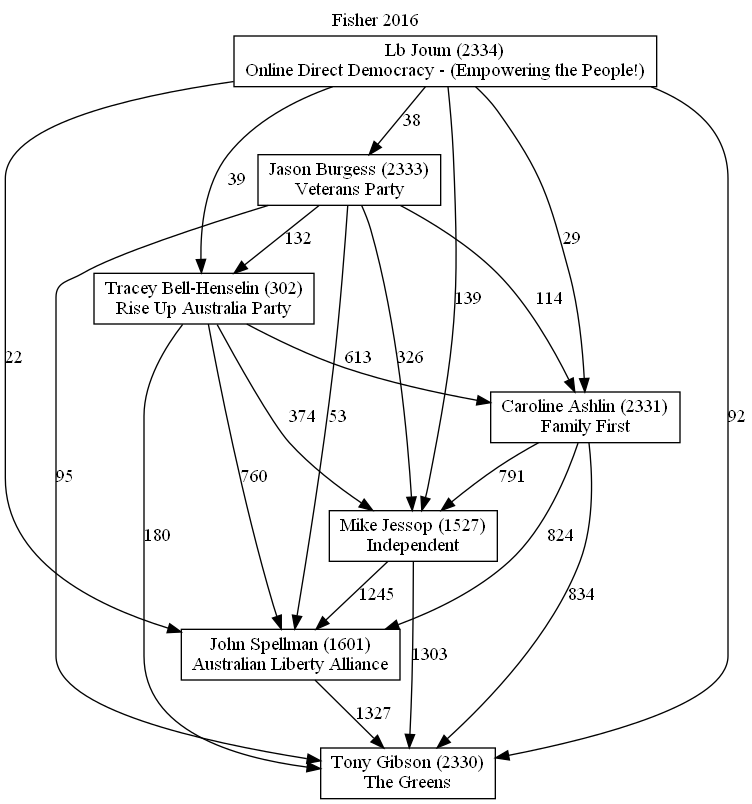 Fisher 2016
Lb Joum (2334)
Online Direct Democracy - (Empowering the People!)
38
Jason Burgess (2333)
Veterans Party
39
132
29
Tracey Bell-Henselin (302)
Rise Up Australia Party
114
139
22
613
326
Caroline Ashlin (2331)
Family First
374
53
92
95
760
791
Mike Jessop (1527)
Independent
180
824
1245
834
John Spellman (1601)
Australian Liberty Alliance
1303
1327
Tony Gibson (2330)
The Greens